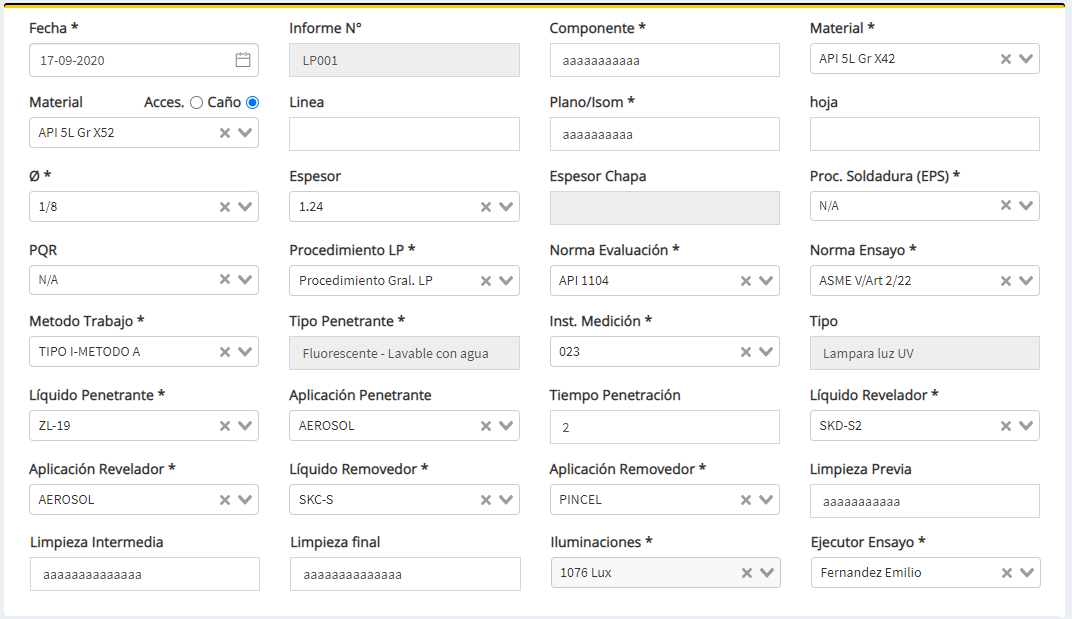 Fecha * Informe N° Componente * Material *
17-09-2020 LP001 aaaaaaaaaaa API 5L Gr X42
Material Acces. Caño Linea Plano/Isom * hoja
API 5L Gr X52 aaaaaaaaaa
Ø * Espesor Espesor Chapa Proc. Soldadura (EPS) *
1/8 1.24 N/A
PQR Procedimiento LP * Norma Evaluación * Norma Ensayo *
N/A Procedimiento Gral. LP API 1104 ASME V/Art 2/22
Metodo Trabajo * Tipo Penetrante * Inst. Medición * Tipo
TIPO I-METODO A Fluorescente - Lavable con agua 023 Lampara luz UV
Líquido Penetrante * Aplicación Penetrante Tiempo Penetración Líquido Revelador *
ZL-19 AEROSOL 2 SKD-S2
Aplicación Revelador * Líquido Removedor * Aplicación Removedor * Limpieza Previa
AEROSOL SKC-S PINCEL aaaaaaaaaaa
Limpieza Intermedia Limpieza final Iluminaciones * Ejecutor Ensayo *
aaaaaaaaaaaaaa aaaaaaaaaaaaaa 1076 Lux Fernandez Emilio